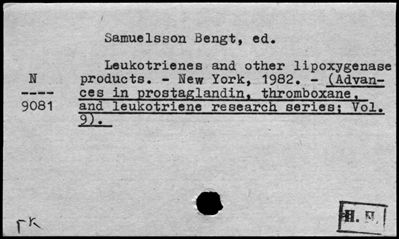 Samuelsson Bengt, ed.
Leukotrienes and other lipoxygenase
products. - New York, 1982. - (Advan-
ces in prostaglandin, thromboxane,
and leukotriene research series; Vol.
9).
N
----
9081
гк
H. N.